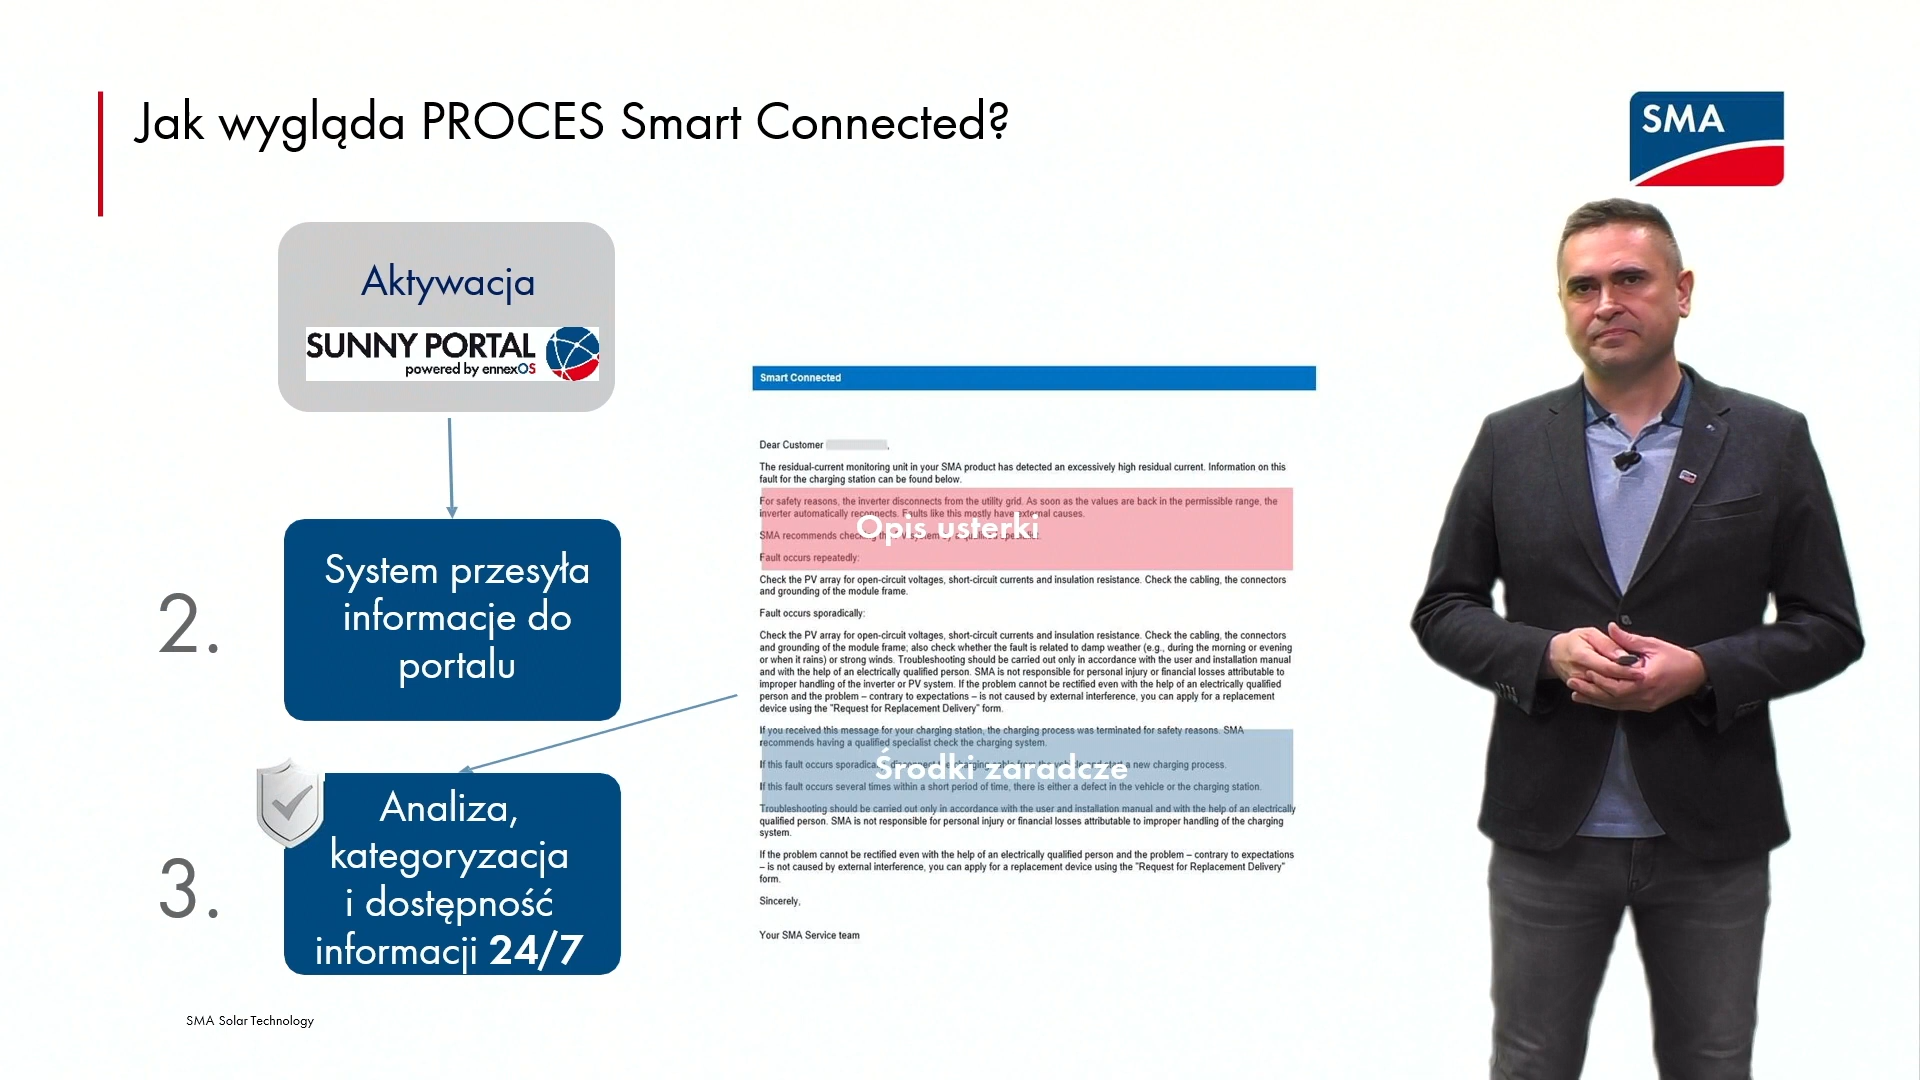 Jak wygląda PROCES Smart Connected?
SMA
Aktywacja
SUNNY PORTAL
powered by ennexOS
2.
System przesyła
informacje do
portalu
3.
Analiza,
kategoryzacja
i dostępność
informacji 24/7
Smart Connected
Dear Customer
The residual-current monitoring unit in your SMA product has detected an excessively high residual current. Information on this
fault for the charging station can be found below.
For safety reasons, the inverter disconnects from the utility grid. As soon as the values are back in the permissible range, the
inverter automatically reconnects. Faults like this mostly have external causes.
Opis usterki
SMA recommends
Fault occurs repeatedly:
Check the PV array for open-circuit voltages, short-circuit currents and insulation resistance. Check the cabling, the connectors
and grounding of the module frame.
Fault occurs sporadically:
Check the PV array for open-circuit voltages, short-circuit currents and insulation resistance. Check the cabling, the connectors
and grounding of the module frame; also check whether the fault is related to damp weather (e.g., during the morning or evening
or when it rains) or strong winds. Troubleshooting should be carried out only in accordance with the user and installation manual
and with the help of an electrically qualified person. SMA is not responsible for personal injury or financial losses attributable to
improper handling of the inverter or PV system. If the problem cannot be rectified even with the help of an electrically qualified
person and the problem – contrary to expectations – is not caused by external interference, you can apply for a replacement
device using the "Request for Replacement Delivery" form.
If you received this message for your charging station, the charging process was terminated for safety reasons. SMA
recommends having a qualified specialist check the charging system.
Środki zaradcze
If this fault occurs a new charging process.
If this fault occurs several times within a short period of time, there is either a defect in the vehicle or the charging station.
Troubleshooting should be carried out only in accordance with the user and installation manual and with the help of an electrically
qualified person. SMA is not responsible for personal injury or financial losses attributable to improper handling of the charging
system.
If the problem cannot be rectified even with the help of an electrically qualified person and the problem – contrary to expectations
– is not caused by external interference, you can apply for a replacement device using the "Request for Replacement Delivery"
form.
Sincerely,
Your SMA Service team
SMA Solar Technology